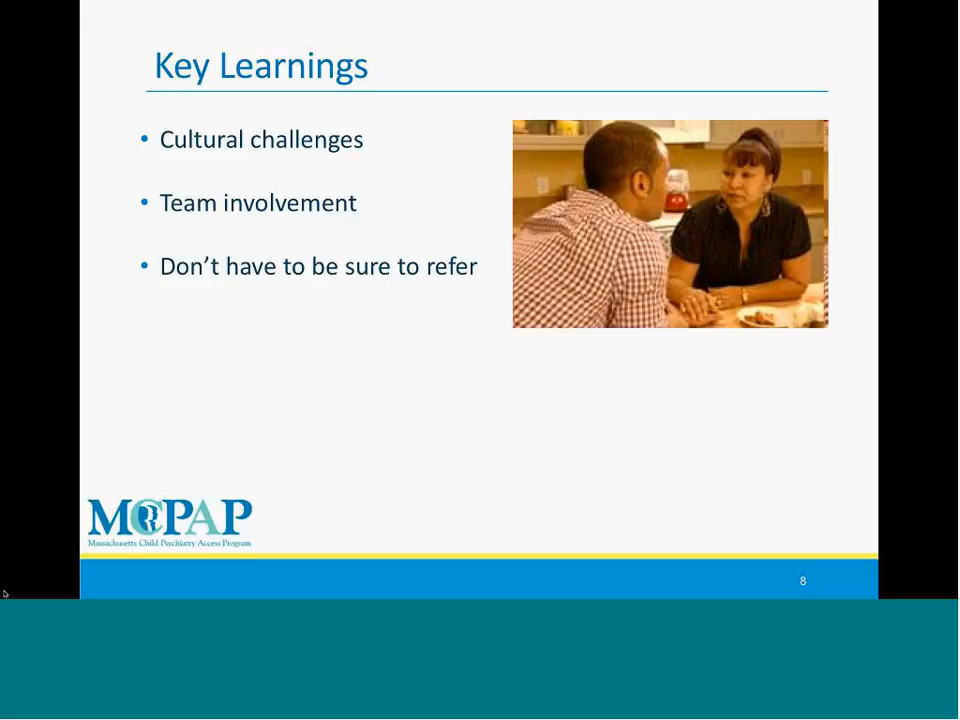 Key Learnings
• Cultural challenges
• Team involvement
• Don’t have to be sure to refer
MCPAP
Massachusetts Child Psychiatry Access Program
8